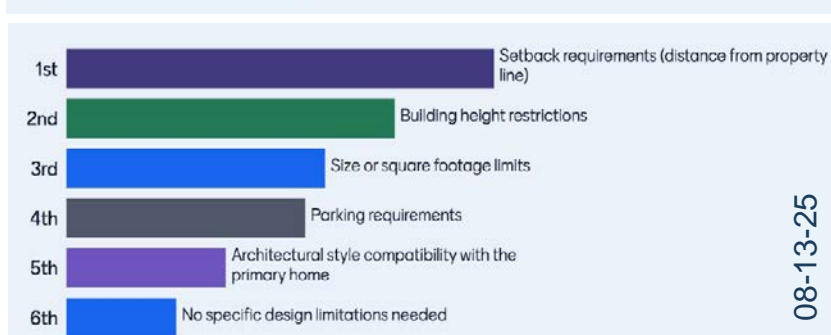 1st
Setback requirements (distance from property
line)
2nd
Building height restrictions
3rd
Size or square footage limits
4th
Parking requirements
5th
Architectural style compatibility with the
primary home
6th
No specific design limitations needed
08-13-25